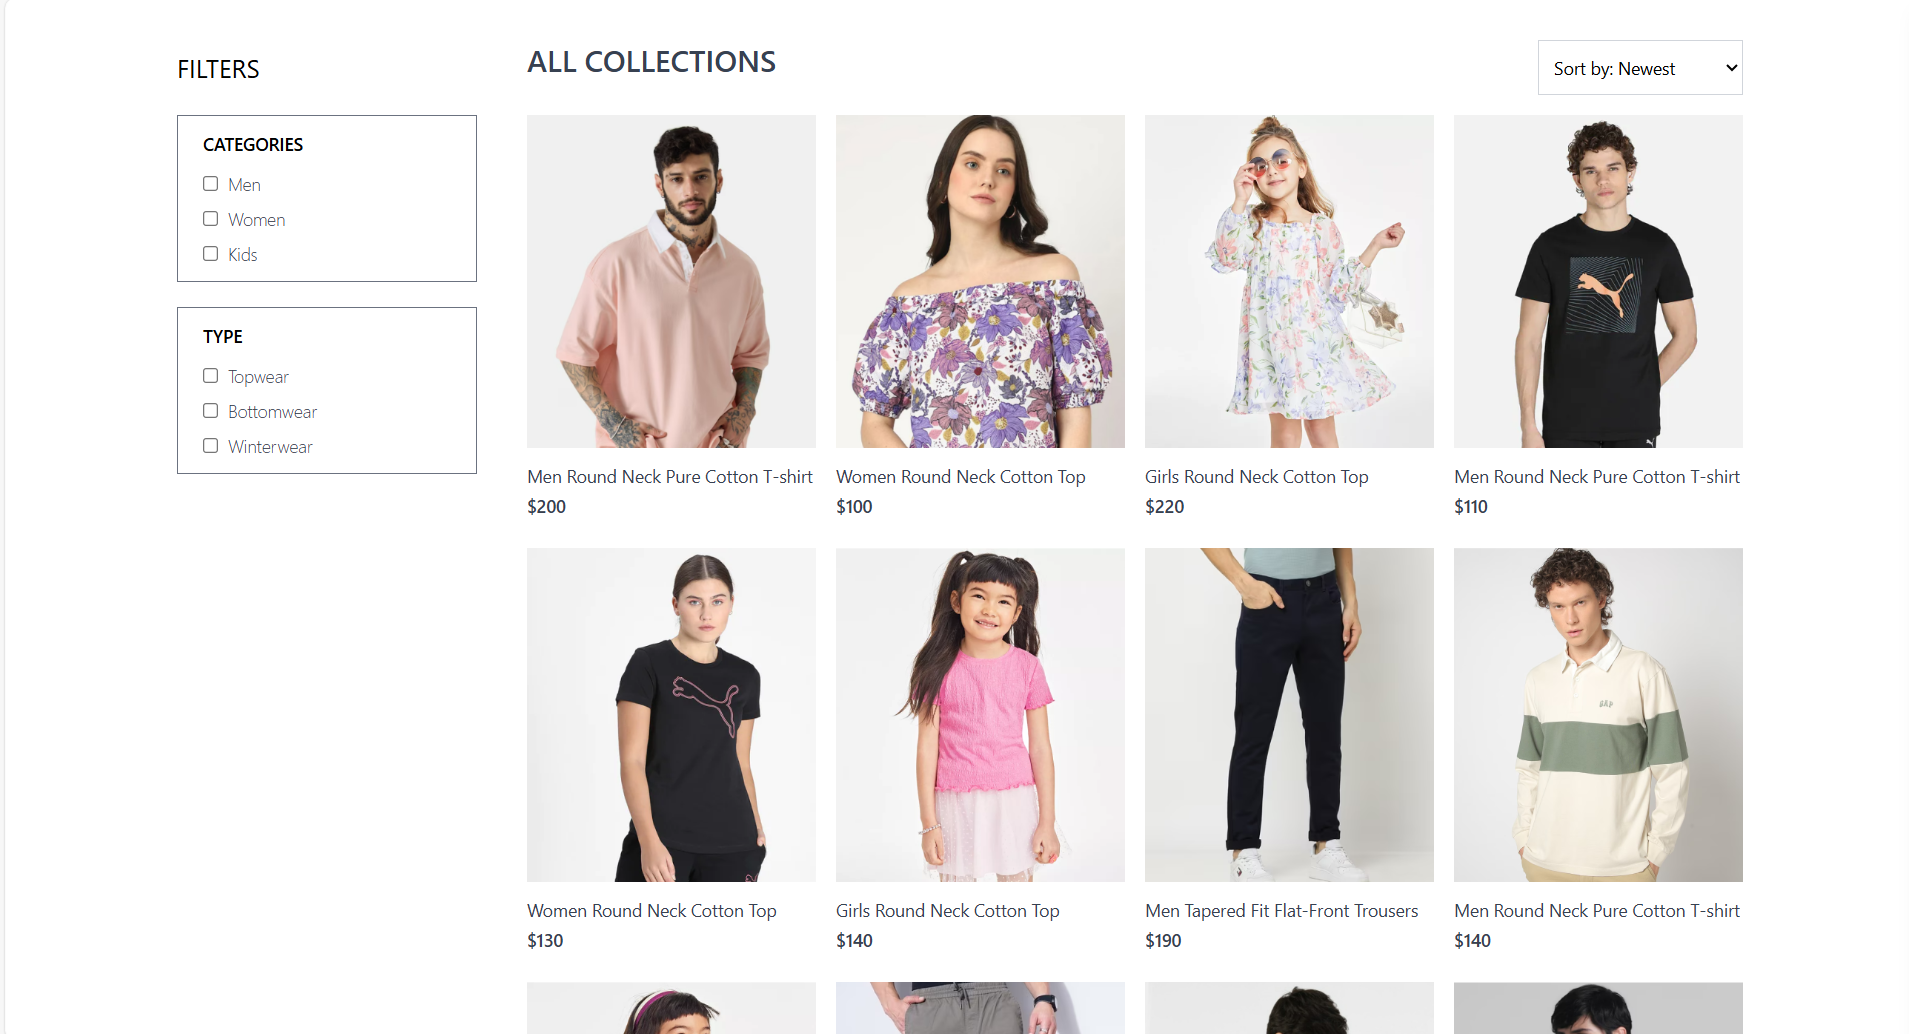 FILTERS
CATEGORIES
Men
Women
Kids
TYPE
Topwear
Bottomwear
Winterwear
ALL COLLECTIONS
Sort by: Newest
Men Round Neck Pure Cotton T-shirt
$200
Women Round Neck Cotton Top
$100
Girls Round Neck Cotton Top
$220
Men Round Neck Pure Cotton T-shirt
$110
Women Round Neck Cotton Top
$130
Girls Round Neck Cotton Top
$140
Men Tapered Fit Flat-Front Trousers
$190
GAP
Men Round Neck Pure Cotton T-shirt
$140